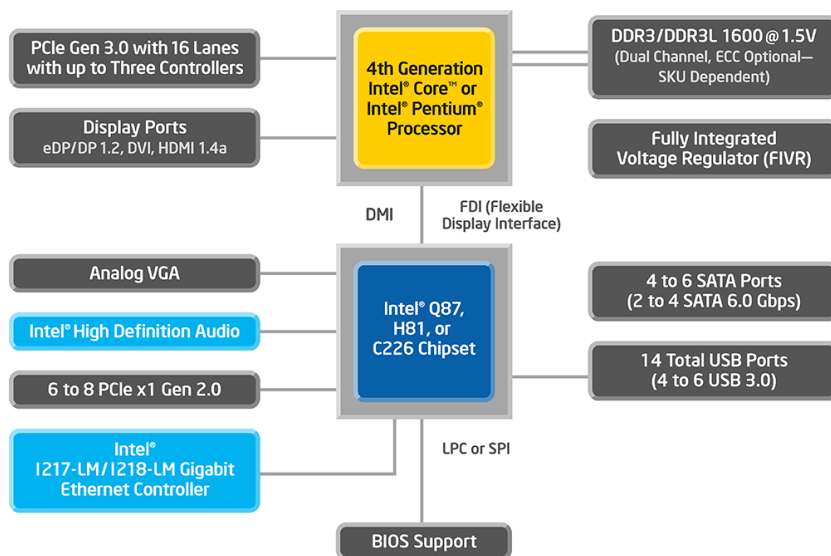 PCIe Gen 3.0 with 16 Lanes
with up to Three Controllers
Display Ports
eDP/DP 1.2, DVI, HDMI 1.4a
4th Generation
Intel® Core™ or
Intel® Pentium®
Processor
DDR3/DDR3L 1600 @ 1.5V
(Dual Channel, ECC Optional—
SKU Dependent)
Fully Integrated
Voltage Regulator (FIVR)
DMI
FDI (Flexible
Display Interface)
Analog VGA
Intel® High Definition Audio
6 to 8 PCIe x1 Gen 2.0
Intel®
I217-LM/I218-LM Gigabit
Ethernet Controller
Intel® Q87,
H81, or
C226 Chipset
4 to 6 SATA Ports
(2 to 4 SATA 6.0 Gbps)
14 Total USB Ports
(4 to 6 USB 3.0)
LPC or SPI
BIOS Support